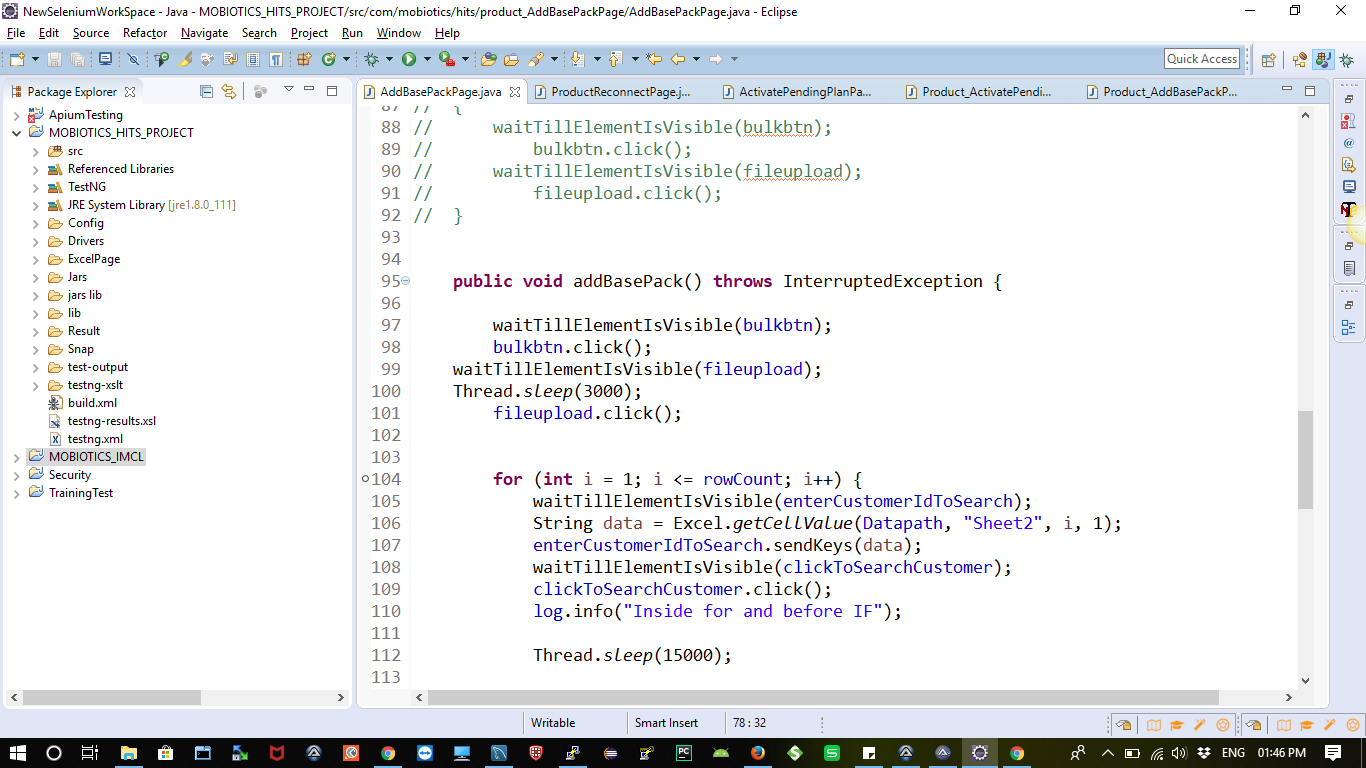 NewSeleniumWorkSpace - Java - MOBIOTICS_HITS_PROJECT/src/com/mobiotics/hits/product_AddBasePackPage/AddBasePackPage.java - Eclipse
File Edit Source Refactor Navigate Search Project Run Window Help
Quick Access
Package Explorer
AddBasePackPage.java ProductReconnectPage.j... ActivatePendingPlanPa... Product_ActivatePendi... Product_AddBasePackP...
ApiumTesting
MOBIOTICS_HITS_PROJECT
src
Referenced Libraries
TestNG
JRE System Library [jre1.8.0_111]
Config
Drivers
ExcelPage
Jars
jars lib
lib
Result
Snap
test-output
testng-xslt
build.xml
testng-results.xsl
testng.xml
MOBIOTICS_IMCL
Security
TrainingTest
87 // {
88 // waitTillElementIsVisible(bulkbtn);
89 // bulkbtn.click();
90 // waitTillElementIsVisible(fileupload);
91 // fileupload.click();
92 // }
93
94
95 public void addBasePack() throws InterruptedException {
96
97 waitTillElementIsVisible(bulkbtn);
98 bulkbtn.click();
99 waitTillElementIsVisible(fileupload);
100 Thread.sleep(3000);
101 fileupload.click();
102
103
104 for (int i = 1; i <= rowCount; i++) {
105 waitTillElementIsVisible(enterCustomerIdToSearch);
106 String data = Excel.getCellValue(Datapath, "Sheet2", i, 1);
107 enterCustomerIdToSearch.sendKeys(data);
108 waitTillElementIsVisible(clickToSearchCustomer);
109 clickToSearchCustomer.click();
110 log.info("Inside for and before IF");
111
112 Thread.sleep(15000);
113
Writable Smart Insert 78 : 32
ENG 01:46 PM